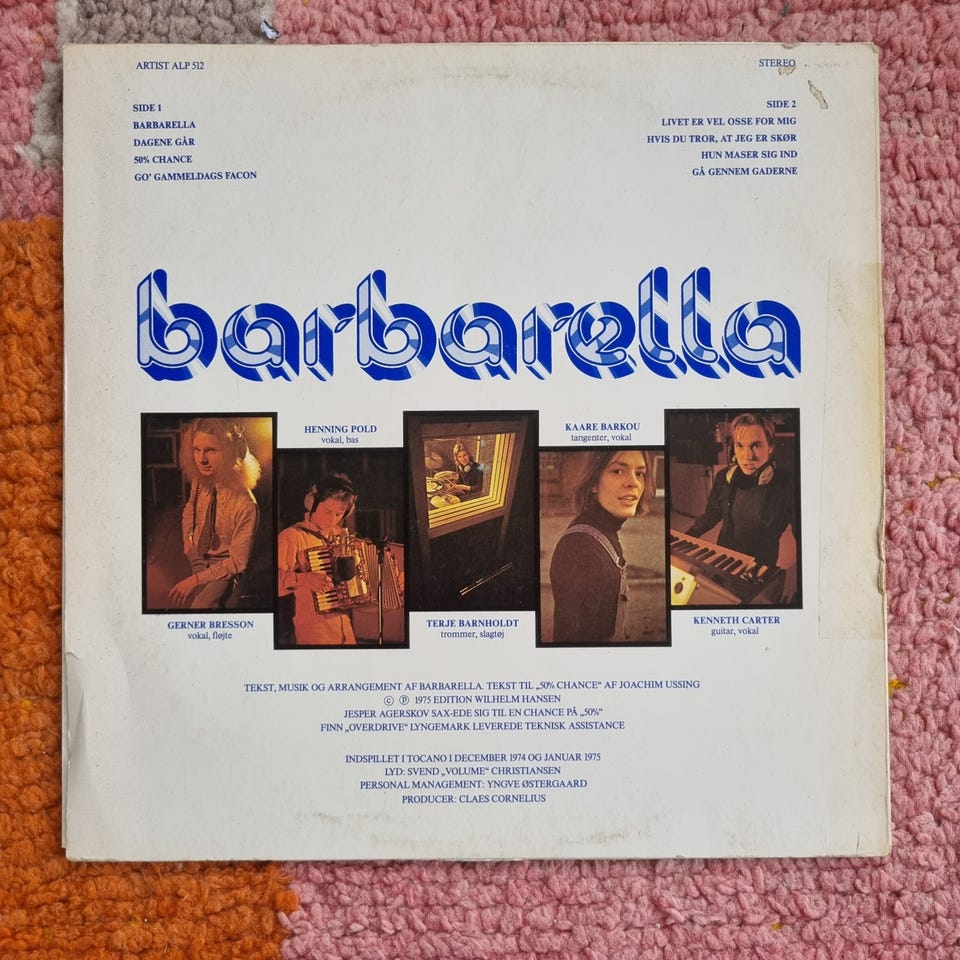 ARTIST ALP 512
STEREO
SIDE 1
BARBARELLA
DAGENE GÅR
50% CHANCE
GO' GAMMELDAGS FACON
SIDE 2
LIVET ER VEL OSSE FOR MIG
HVIS DU TROR, AT JEG ER SKØR
HUN MASER SIG IND
GÅ GENNEM GADERNE
barbarella
HENNING POLD
vokal, bas
KAARE BARKOU
tangenter, vokal
GERNER BRESSON
vokal, fløjte
TERJE BARNHOLDT
trommer, slagtøj
KENNETH CARTER
guitar, vokal
TEKST, MUSIK OG ARRANGEMENT AF BARBARELLA. TEKST TIL „50% CHANCE“ AF JOACHIM USSING
© ℗ 1975 EDITION WILHELM HANSEN
JESPER AGERSKOV SAX-EDE SIG TIL EN CHANCE PÅ „50%“
FINN „OVERDRIVE“ LYNGEMARK LEVEREDE TEKNISK ASSISTANCE
INDSPILLET I TOCANO I DECEMBER 1974 OG JANUAR 1975
LYD: SVEND „VOLUME“ CHRISTIANSEN
PERSONAL MANAGEMENT: YNGVE ØSTERGAARD
PRODUCER: CLAES CORNELIUS